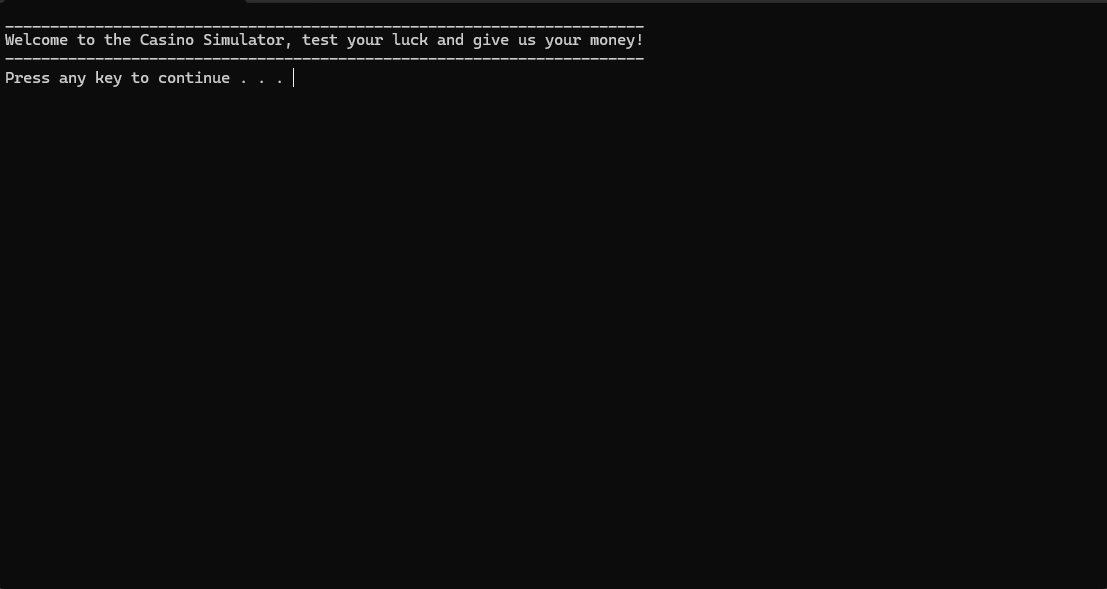 -----------------------------------------------------------------------
Welcome to the Casino Simulator, test your luck and give us your money!
-----------------------------------------------------------------------
Press any key to continue . . .